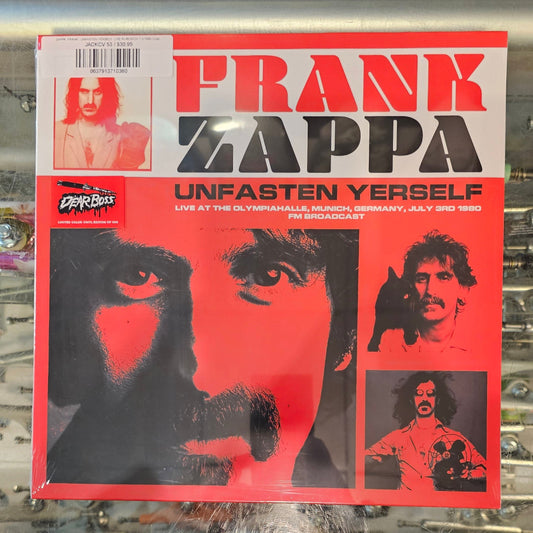 JACKCV 53 / $30.95
0637913710360
FRANK
ZAPPA
UNFASTEN YERSELF
LIVE AT THE OLYMPIAHALLE, MUNICH, GERMANY, JULY 3RD 1980
FM BROADCAST
DEAR BOSS